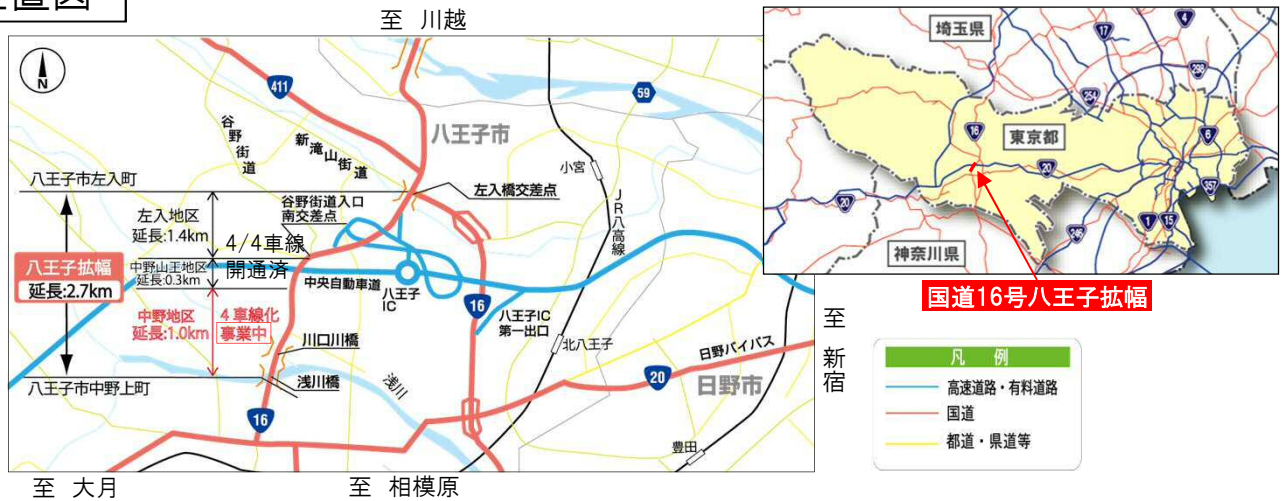 置図
至 川越
N
411
59
谷野街道
新滝山街道
八王子市
小宮
JR八高線
八王子市左入町
左入橋交差点
谷野街道入口
南交差点
左入地区
延長:1.4km
4/4車線
開通済
八王子拡幅
延長:2.7km
中野山王地区
延長:0.3km
中央自動車道
八王子
IC
16
八王子IC
第一出口
中野地区
延長:1.0km
4車線化
事業中
川口川橋
北八王子
日野バイパス
八王子市中野上町
浅川橋
浅川
20
日野市
16
豊田
至 大月
至 相模原
至 新宿
埼玉県
17
4
298
254
16
東京都
6
20
357
20
1
15
246
神奈川県
国道16号八王子拡幅
凡 例
高速道路・有料道路
国道
都道・県道等